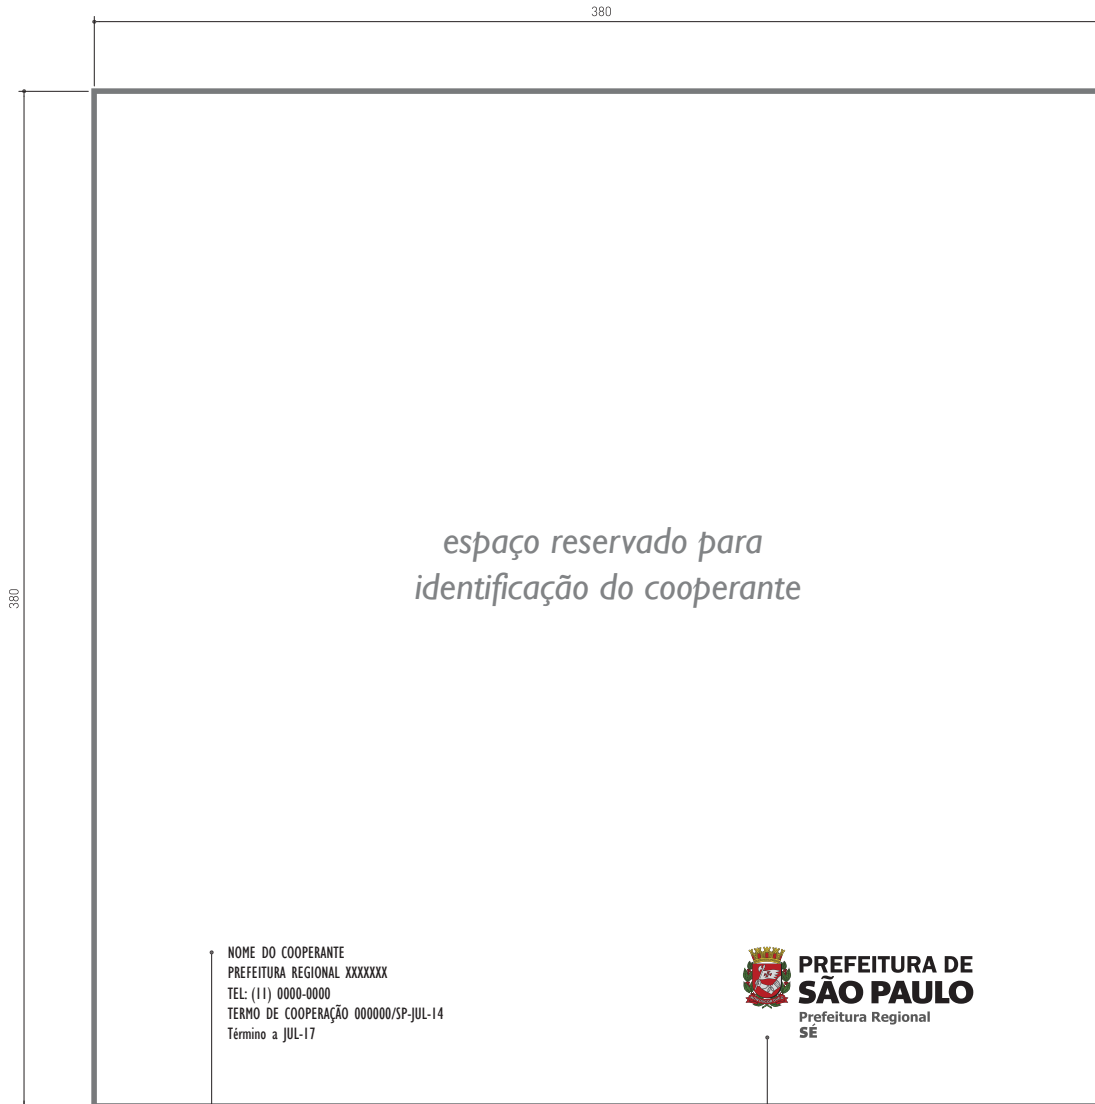 380
380
espaço reservado para
identificação do cooperante
NOME DO COOPERANTE
PREFEITURA REGIONAL XXXXXXX
TEL: (11) 0000-0000
TERMO DE COOPERAÇÃO 000000/SP-JUL-14
Término a JUL-17
PREFEITURA DE
SÃO PAULO
Prefeitura Regional
SÉ